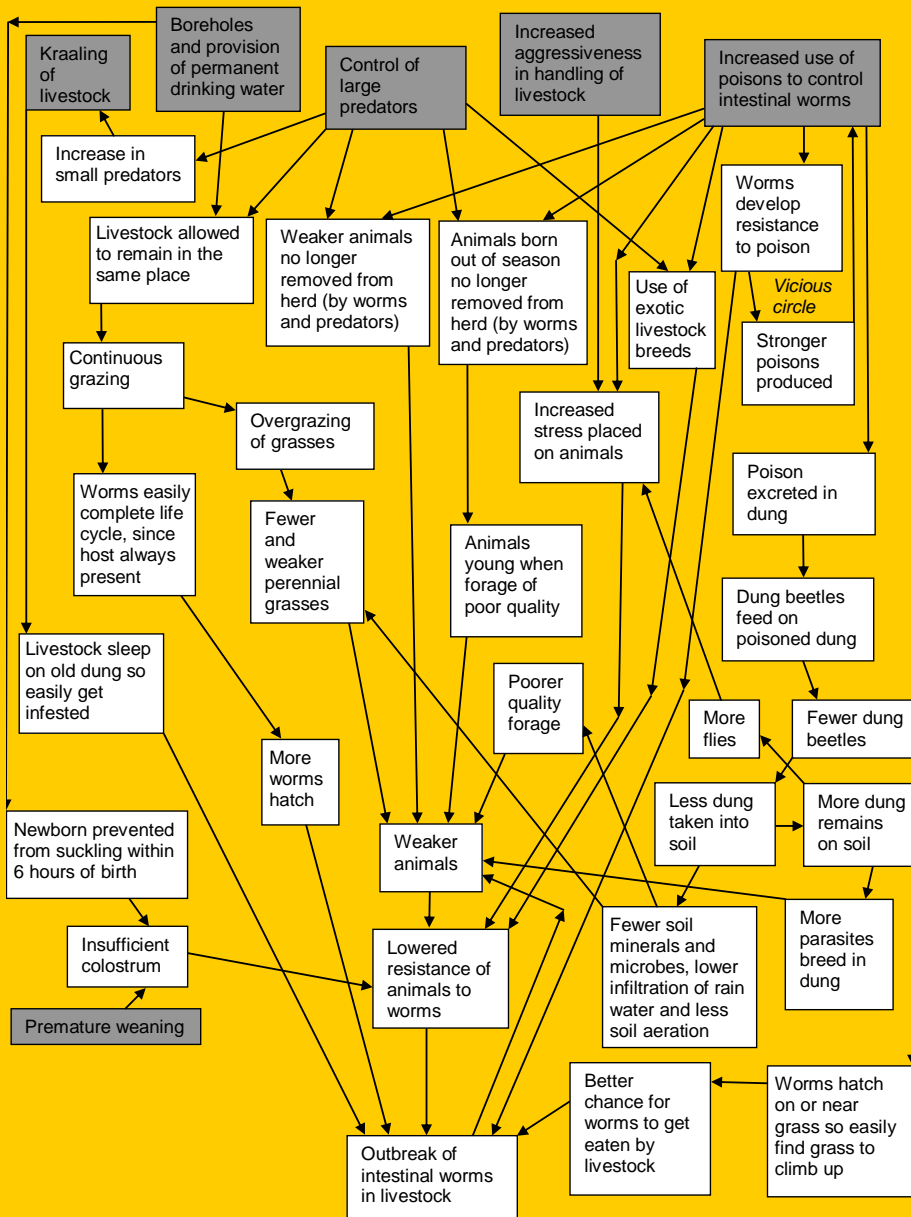 Kraaling
of
livestock
Boreholes
and provision
of permanent
drinking water
Control of
large
predators
Increased
aggressiveness
in handling of
livestock
Increased use of
poisons to control
intestinal worms
Increase in
small predators
Livestock allowed
to remain in the
same place
Weaker animals
no longer
removed from
herd (by worms
and predators)
Animals born
out of season
no longer
removed from
herd (by worms
and predators)
Use of
exotic
livestock
breeds
Worms
develop
resistance
to poison
Vicious
circle
Stronger
poisons
produced
Continuous
grazing
Overgrazing
of grasses
Increased
stress placed
on animals
Poison
excreted in
dung
Worms easily
complete life
cycle, since
host always
present
Fewer
and
weaker
perennial
grasses
Animals
young when
forage of
poor quality
Dung beetles
feed on
poisoned dung
Livestock sleep
on old dung so
easily get
infested
Poorer
quality
forage
More
flies
Fewer dung
beetles
More
worms
hatch
Less dung
taken into
soil
More dung
remains
on soil
Newborn prevented
from suckling within
6 hours of birth
Weaker
animals
Insufficient
colostrum
Lowered
resistance of
animals to
worms
Fewer soil
minerals and
microbes, lower
infiltration of rain
water and less
soil aeration
More
parasites
breed in
dung
Premature weaning
Better
chance for
worms to get
eaten by
livestock
Worms hatch
on or near
grass so easily
find grass to
climb up
Outbreak of
intestinal worms
in livestock